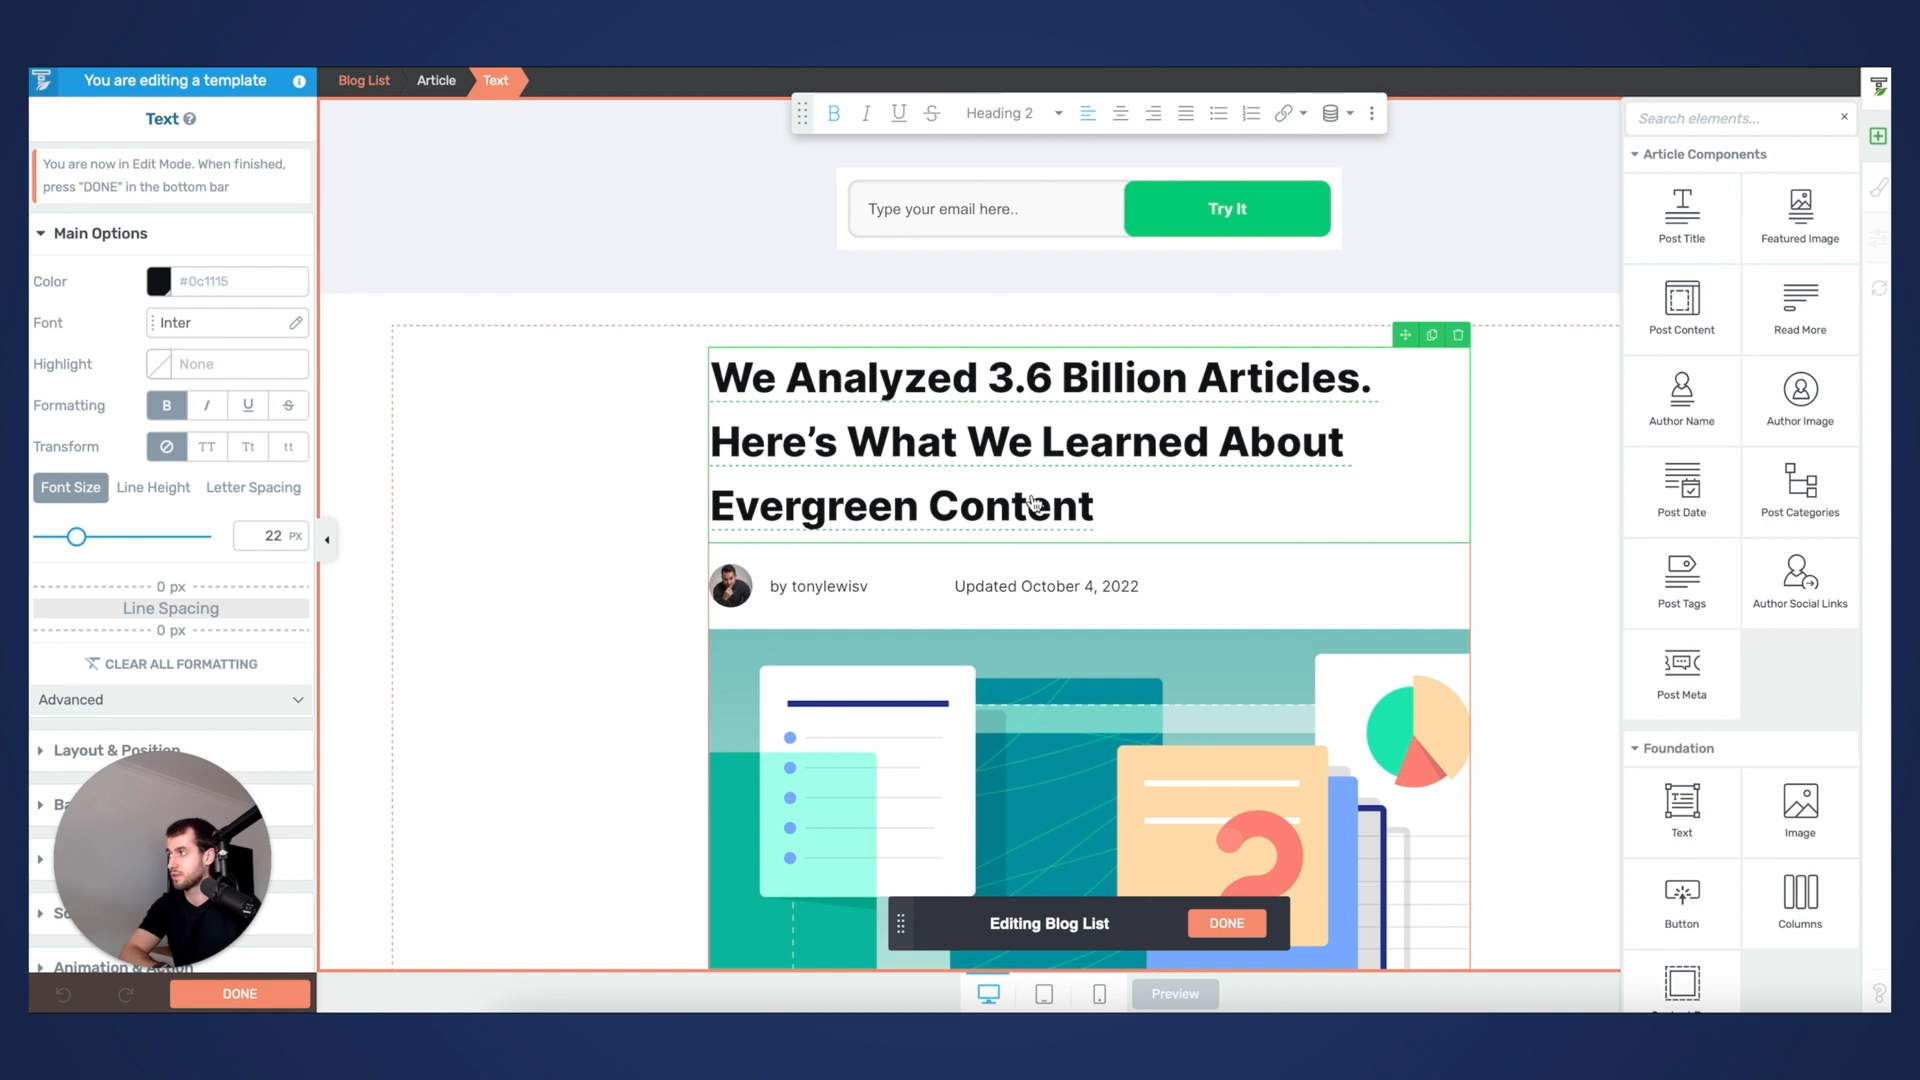 You are editing a template
Blog List
Article
Text
Text
You are now in Edit Mode. When finished,
press "DONE" in the bottom bar
Main Options
Color
#0c1115
Font
Inter
Highlight
None
Formatting
B I U S
Transform
TT Tt tt
Font Size
Line Height
Letter Spacing
22 PX
0 px
Line Spacing
0 px
CLEAR ALL FORMATTING
Advanced
Layout & Position
Animation & Action
DONE
B I U S
Heading 2
Type your email here..
Try It
We Analyzed 3.6 Billion Articles.
Here’s What We Learned About
Evergreen Content
by tonylewisv
Updated October 4, 2022
Editing Blog List
DONE
Preview
Search elements...
Article Components
Post Title
Featured Image
Post Content
Read More
Author Name
Author Image
Post Date
Post Categories
Post Tags
Author Social Links
Post Meta
Foundation
Text
Image
Button
Columns